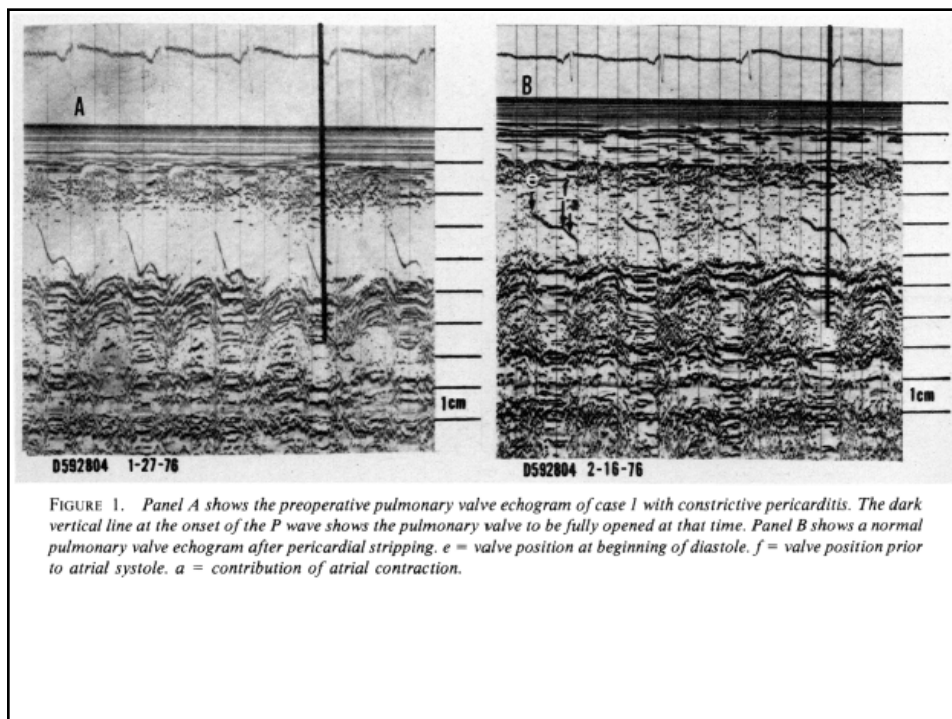 A
B
e
f
a
1cm
1cm
D592804 1-27-76
D592804 2-16-76
FIGURE 1. Panel A shows the preoperative pulmonary valve echogram of case 1 with constrictive pericarditis. The dark
vertical line at the onset of the P wave shows the pulmonary valve to be fully opened at that time. Panel B shows a normal
pulmonary valve echogram after pericardial stripping. e = valve position at beginning of diastole. f = valve position prior
to atrial systole. a = contribution of atrial contraction.